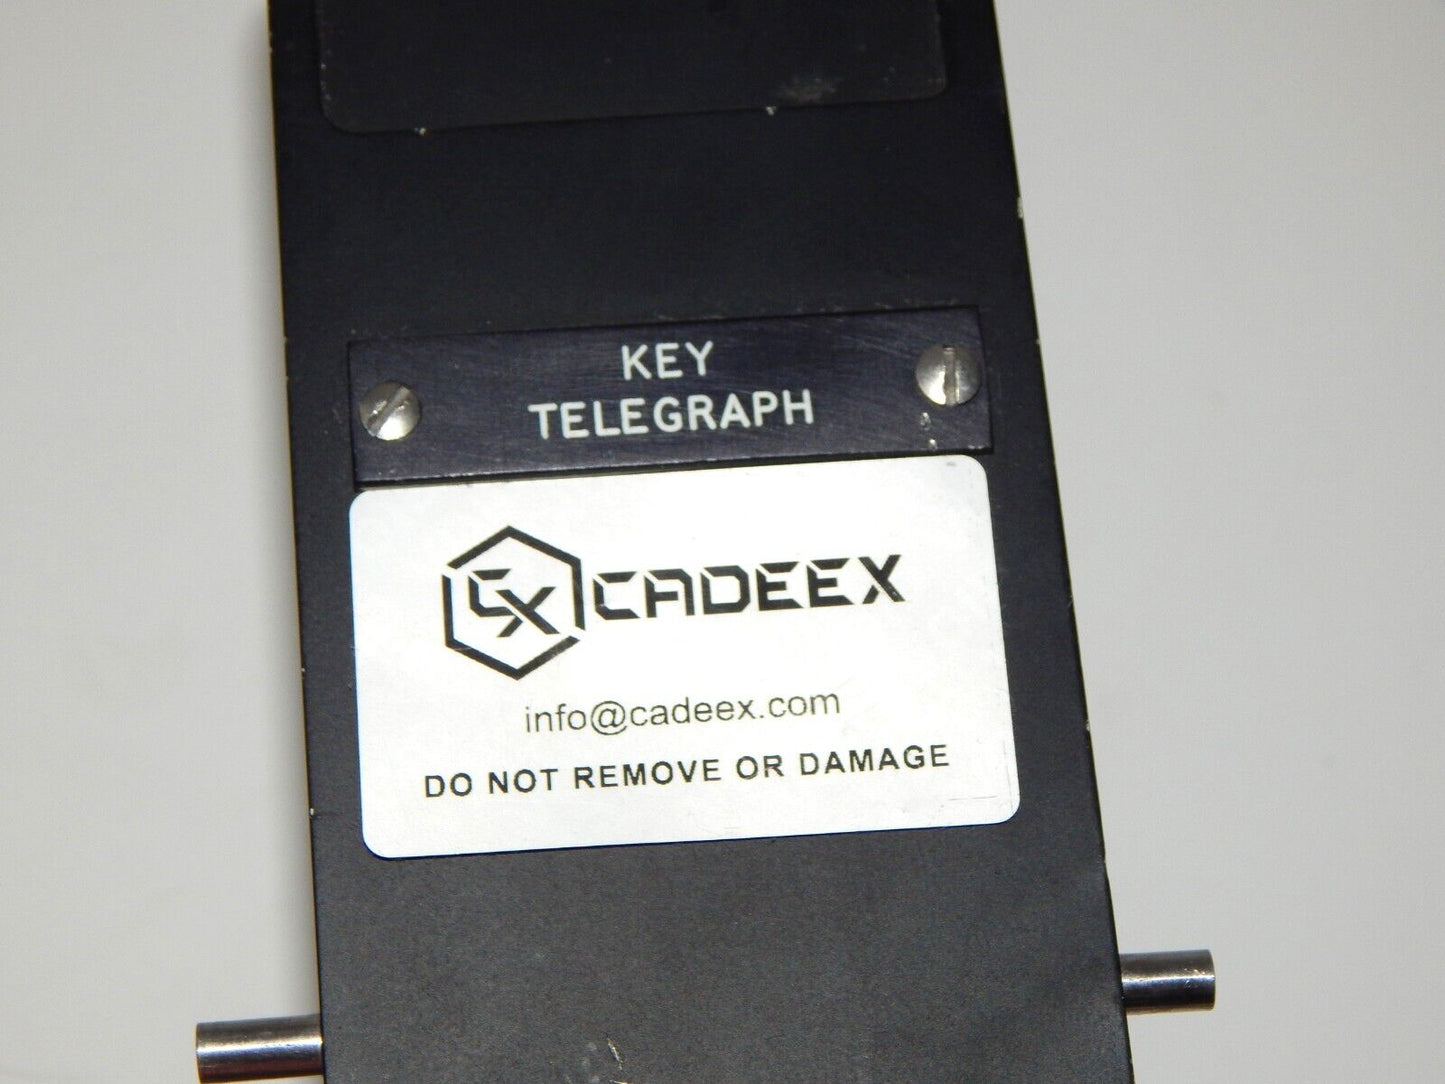 KEY
TELEGRAPH
CX CADEEX
info@cadeex.com
DO NOT REMOVE OR DAMAGE